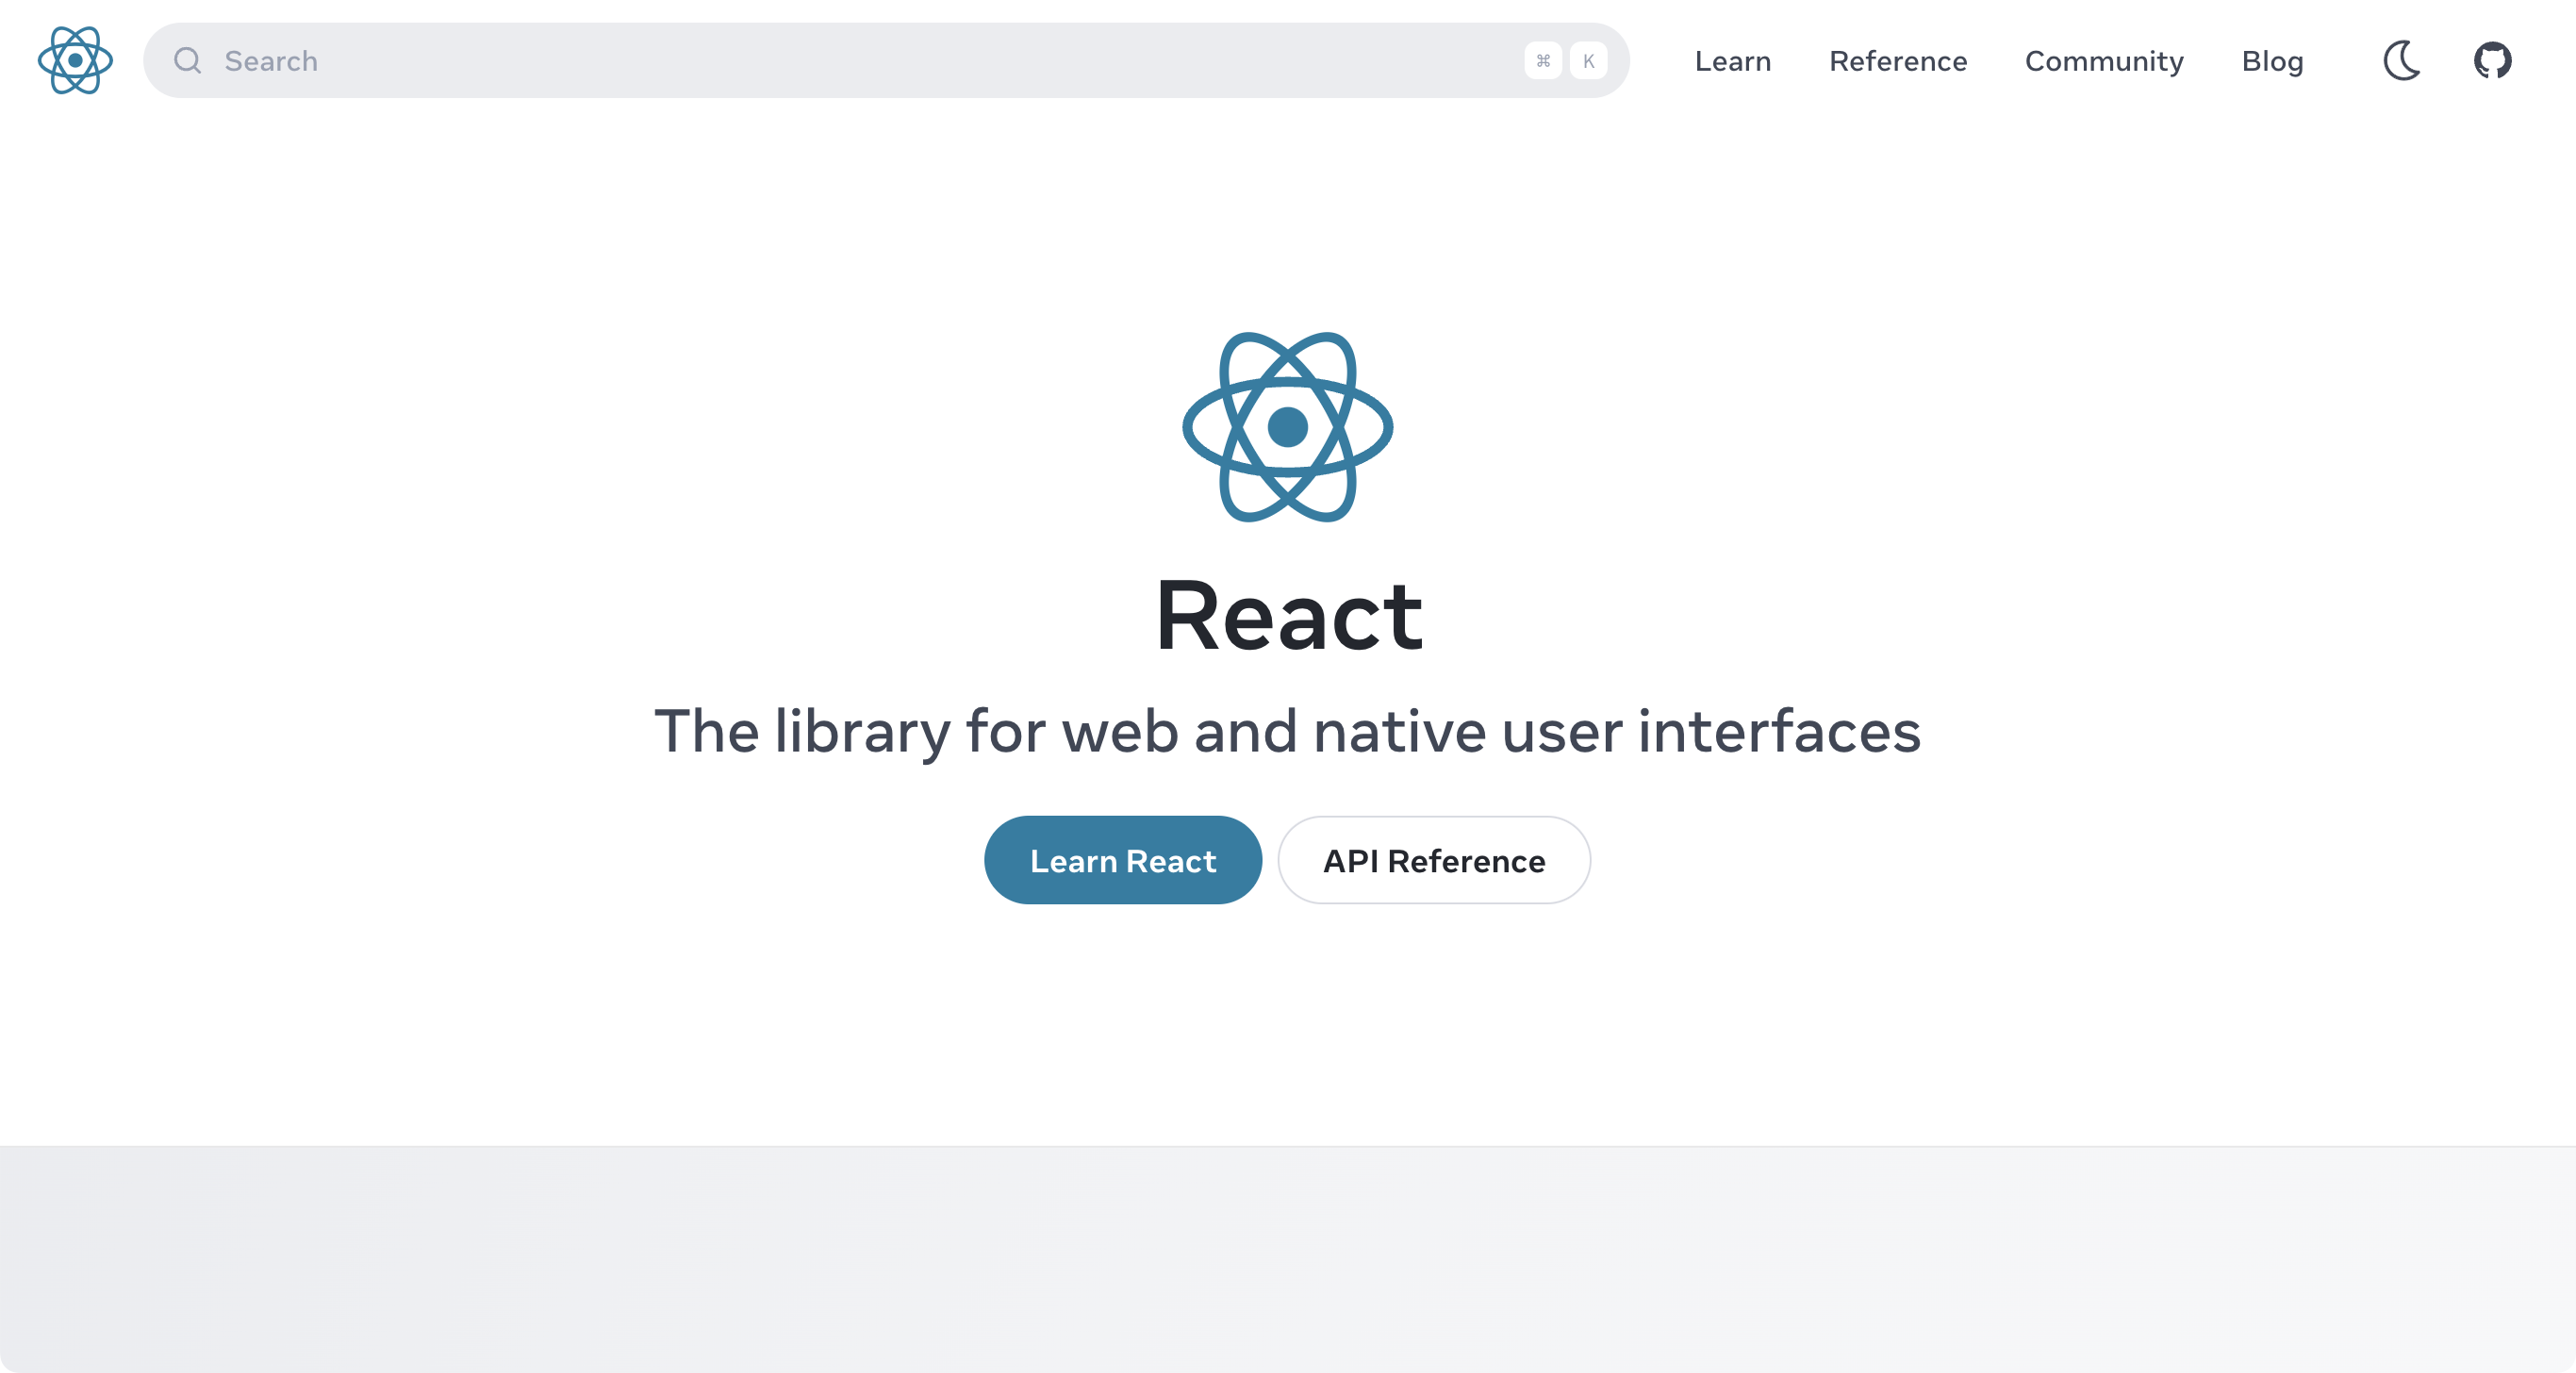 Search ⌘ K Learn Reference Community Blog
React
The library for web and native user interfaces
Learn React API Reference